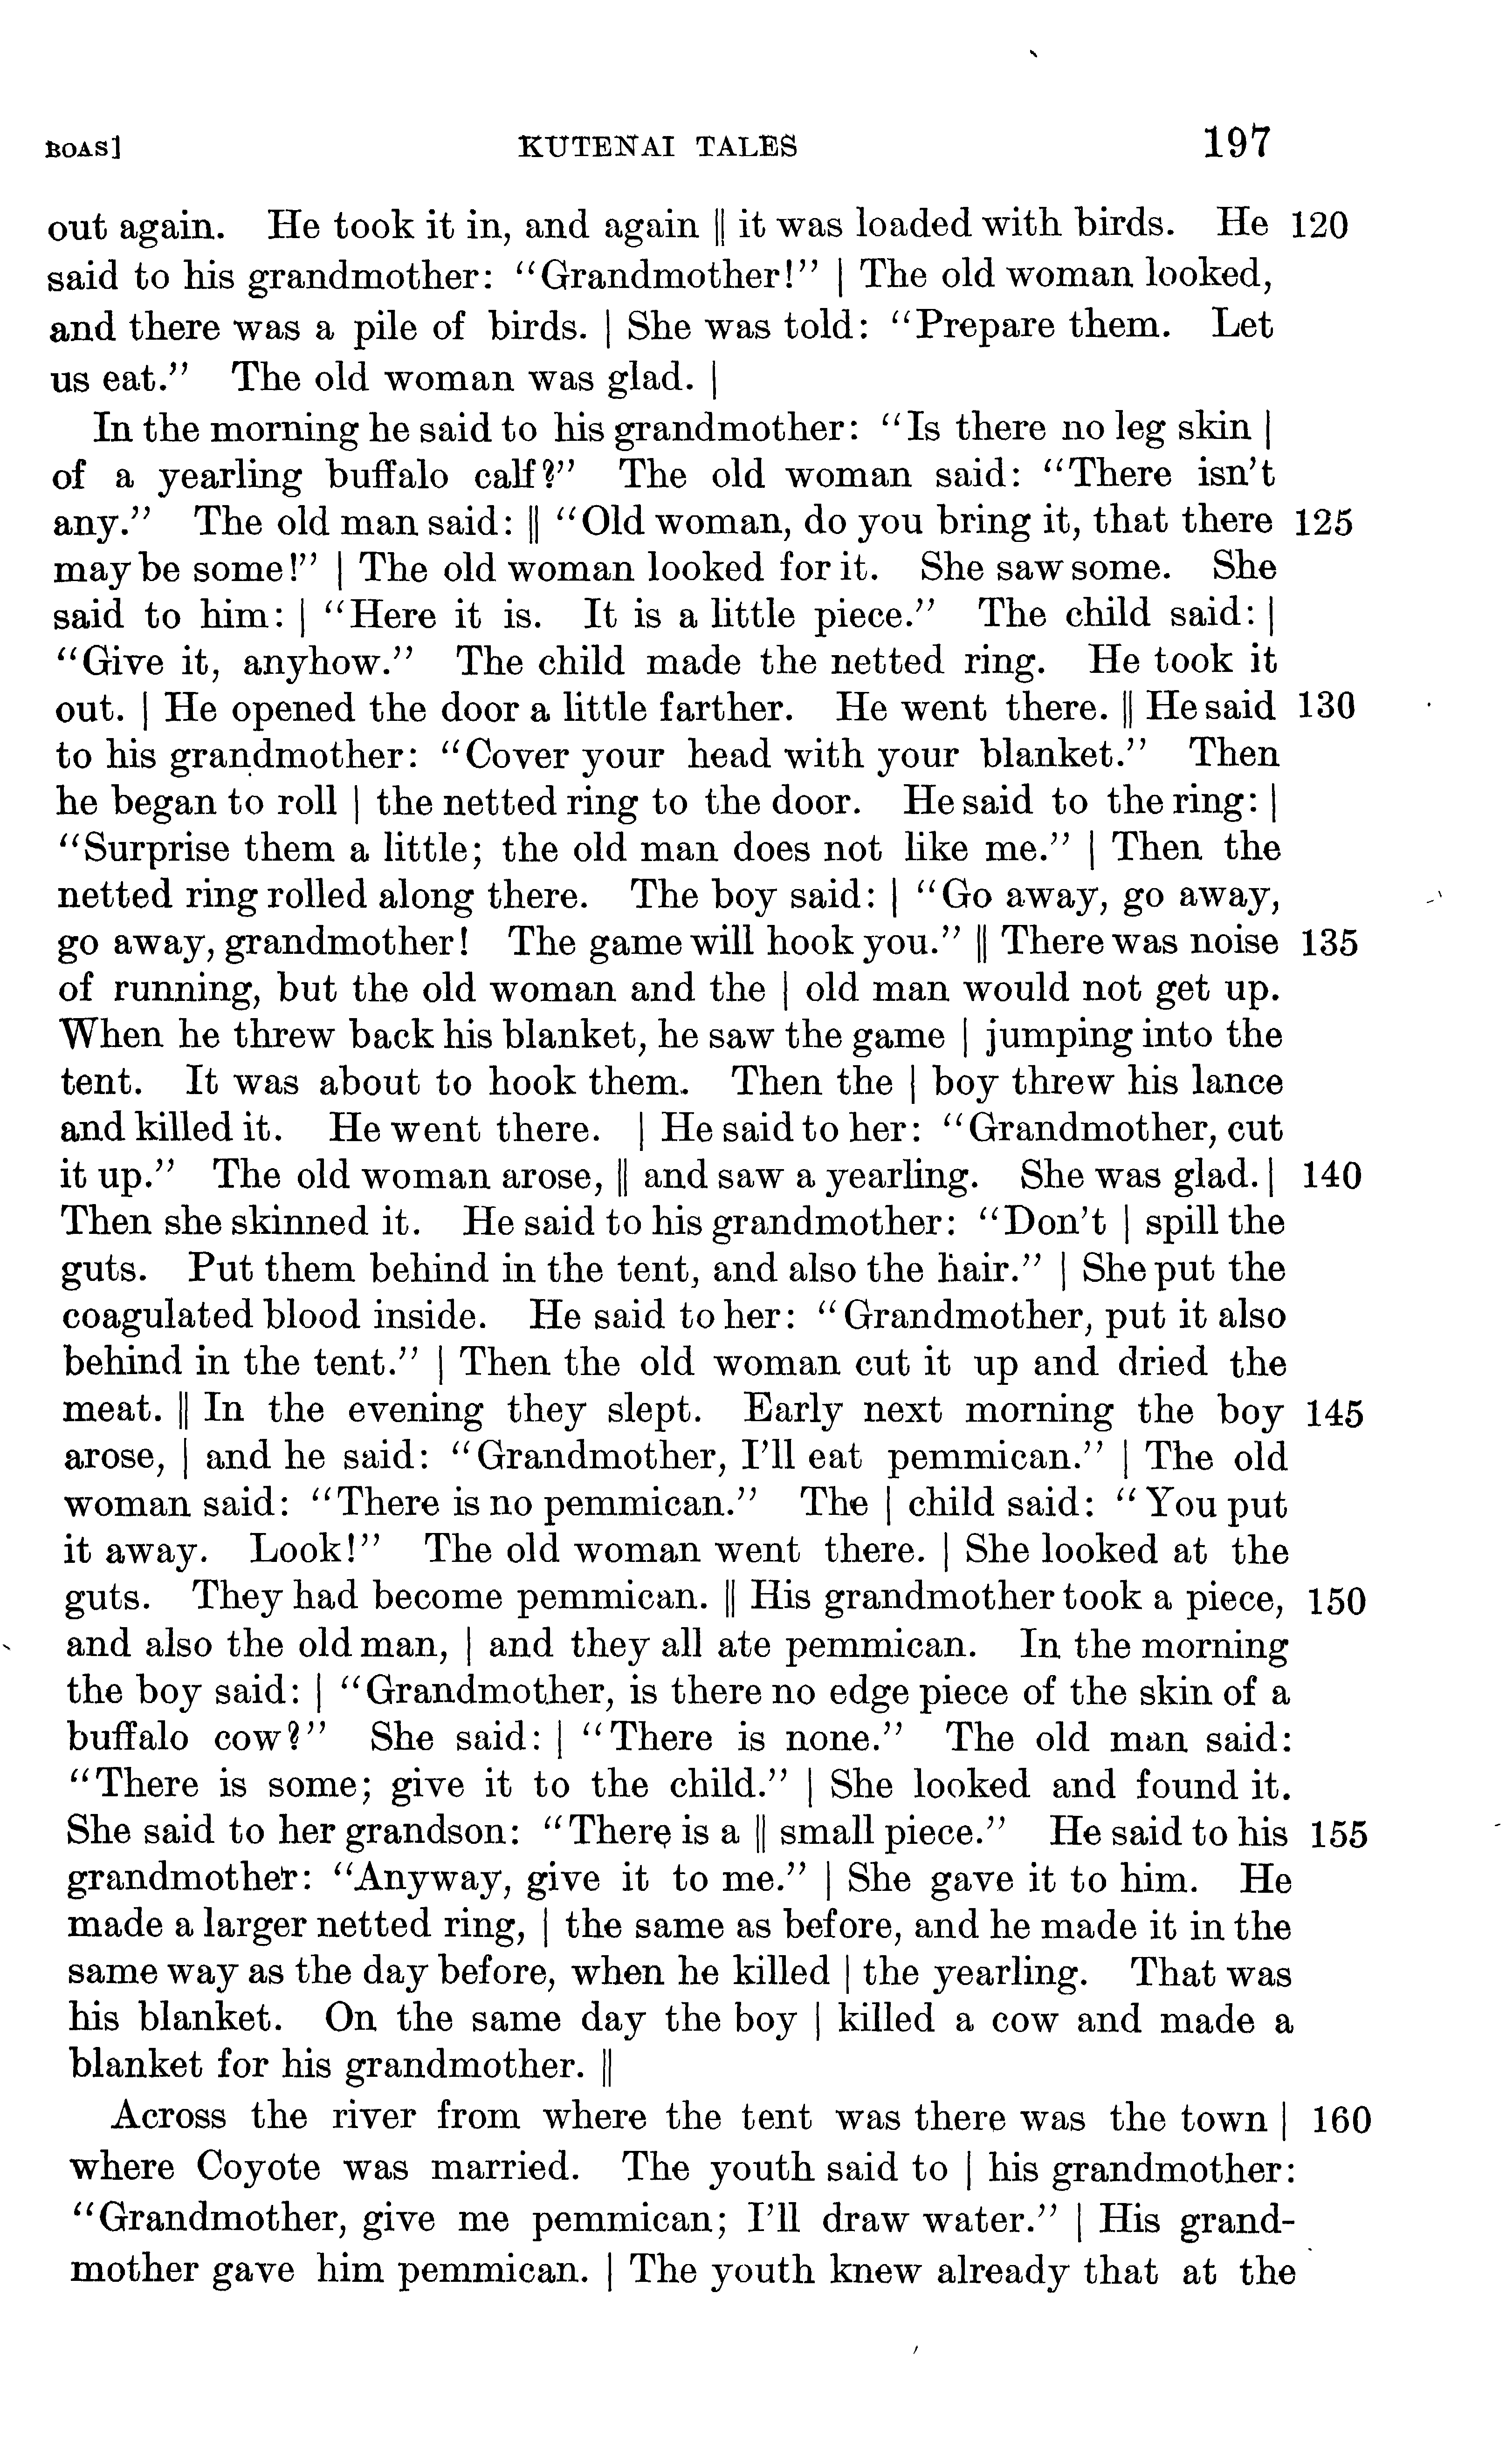 BOAS] KUTENAI TALES 197
out again. He took it in, and again || it was loaded with birds. He 120
said to his grandmother: "Grandmother!" | The old woman looked,
and there was a pile of birds. | She was told: "Prepare them. Let
us eat." The old woman was glad. |
In the morning he said to his grandmother: "Is there no leg skin |
of a yearling buffalo calf?" The old woman said: "There isn't
any." The old man said: || "Old woman, do you bring it, that there 125
may be some!" | The old woman looked for it. She saw some. She
said to him: | "Here it is. It is a little piece." The child said: |
"Give it, anyhow." The child made the netted ring. He took it
out. | He opened the door a little farther. He went there. || He said 130
to his grandmother: "Cover your head with your blanket." Then
he began to roll | the netted ring to the door. He said to the ring: |
"Surprise them a little; the old man does not like me." | Then the
netted ring rolled along there. The boy said: | "Go away, go away,
go away, grandmother! The game will hook you." || There was noise 135
of running, but the old woman and the | old man would not get up.
When he threw back his blanket, he saw the game | jumping into the
tent. It was about to hook them. Then the | boy threw his lance
and killed it. He went there. | He said to her: "Grandmother, cut
it up." The old woman arose, || and saw a yearling. She was glad. | 140
Then she skinned it. He said to his grandmother: "Don't | spill the
guts. Put them behind in the tent, and also the hair." | She put the
coagulated blood inside. He said to her: "Grandmother, put it also
behind in the tent." | Then the old woman cut it up and dried the
meat. || In the evening they slept. Early next morning the boy 145
arose, | and he said: "Grandmother, I'll eat pemmican." | The old
woman said: "There is no pemmican." The | child said: "You put
it away. Look!" The old woman went there. | She looked at the
guts. They had become pemmican. || His grandmother took a piece, 150
and also the old man, | and they all ate pemmican. In the morning
the boy said: | "Grandmother, is there no edge piece of the skin of a
buffalo cow?" She said: | "There is none." The old man said:
"There is some; give it to the child." | She looked and found it.
She said to her grandson: "There is a || small piece." He said to his 155
grandmother: "Anyway, give it to me." | She gave it to him. He
made a larger netted ring, | the same as before, and he made it in the
same way as the day before, when he killed | the yearling. That was
his blanket. On the same day the boy | killed a cow and made a
blanket for his grandmother. ||
Across the river from where the tent was there was the town | 160
where Coyote was married. The youth said to | his grandmother:
"Grandmother, give me pemmican; I'll draw water." | His grand-
mother gave him pemmican. | The youth knew already that at the